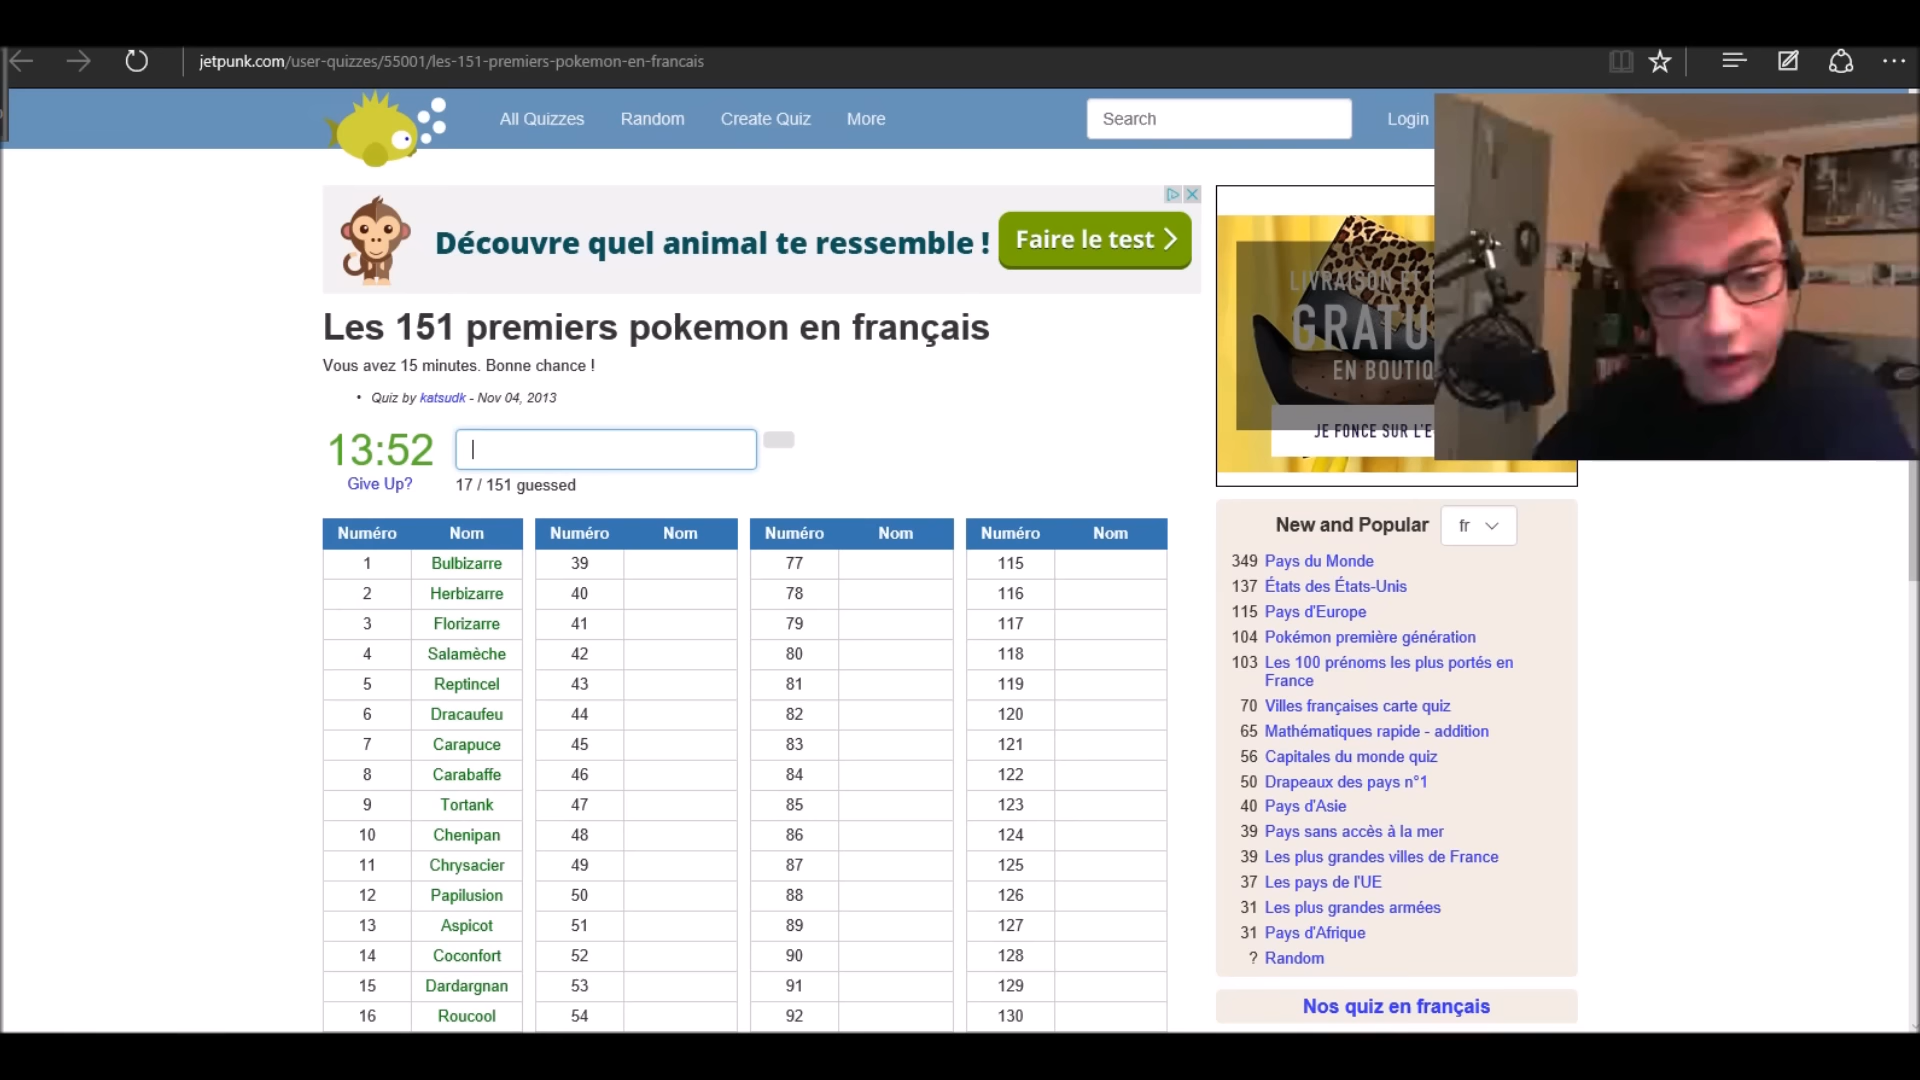 jetpunk.com/user-quizzes/55001/les-151-premiers-pokemon-en-francais
All Quizzes Random Create Quiz More Search Login
Découvre quel animal te ressemble ! Faire le test
LIVRAISON ET
GRATU
EN BOUTIQ
JE FONCE SUR L'E
Les 151 premiers pokemon en français
Vous avez 15 minutes. Bonne chance !
• Quiz by katsudk - Nov 04, 2013
13:52
Give Up? 17 / 151 guessed
Numéro Nom Numéro Nom Numéro Nom Numéro Nom
1 Bulbizarre 39 77 115
2 Herbizarre 40 78 116
3 Florizarre 41 79 117
4 Salamèche 42 80 118
5 Reptincel 43 81 119
6 Dracaufeu 44 82 120
7 Carapuce 45 83 121
8 Carabaffe 46 84 122
9 Tortank 47 85 123
10 Chenipan 48 86 124
11 Chrysacier 49 87 125
12 Papilusion 50 88 126
13 Aspicot 51 89 127
14 Coconfort 52 90 128
15 Dardargnan 53 91 129
16 Roucool 54 92 130
New and Popular fr
349 Pays du Monde
137 États des États-Unis
115 Pays d'Europe
104 Pokémon première génération
103 Les 100 prénoms les plus portés en
France
70 Villes françaises carte quiz
65 Mathématiques rapide - addition
56 Capitales du monde quiz
50 Drapeaux des pays n°1
40 Pays d'Asie
39 Pays sans accès à la mer
39 Les plus grandes villes de France
37 Les pays de l'UE
31 Les plus grandes armées
31 Pays d'Afrique
? Random
Nos quiz en français